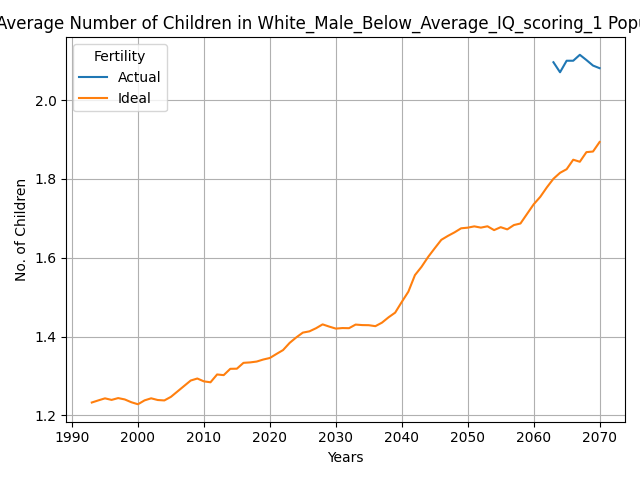 Average Number of Children in White_Male_Below_Average_IQ_scoring_1 Popu
Fertility
Actual
Ideal
2.0
1.8
1.6
1.4
1.2
No. of Children
1990 2000 2010 2020 2030 2040 2050 2060 2070
Years